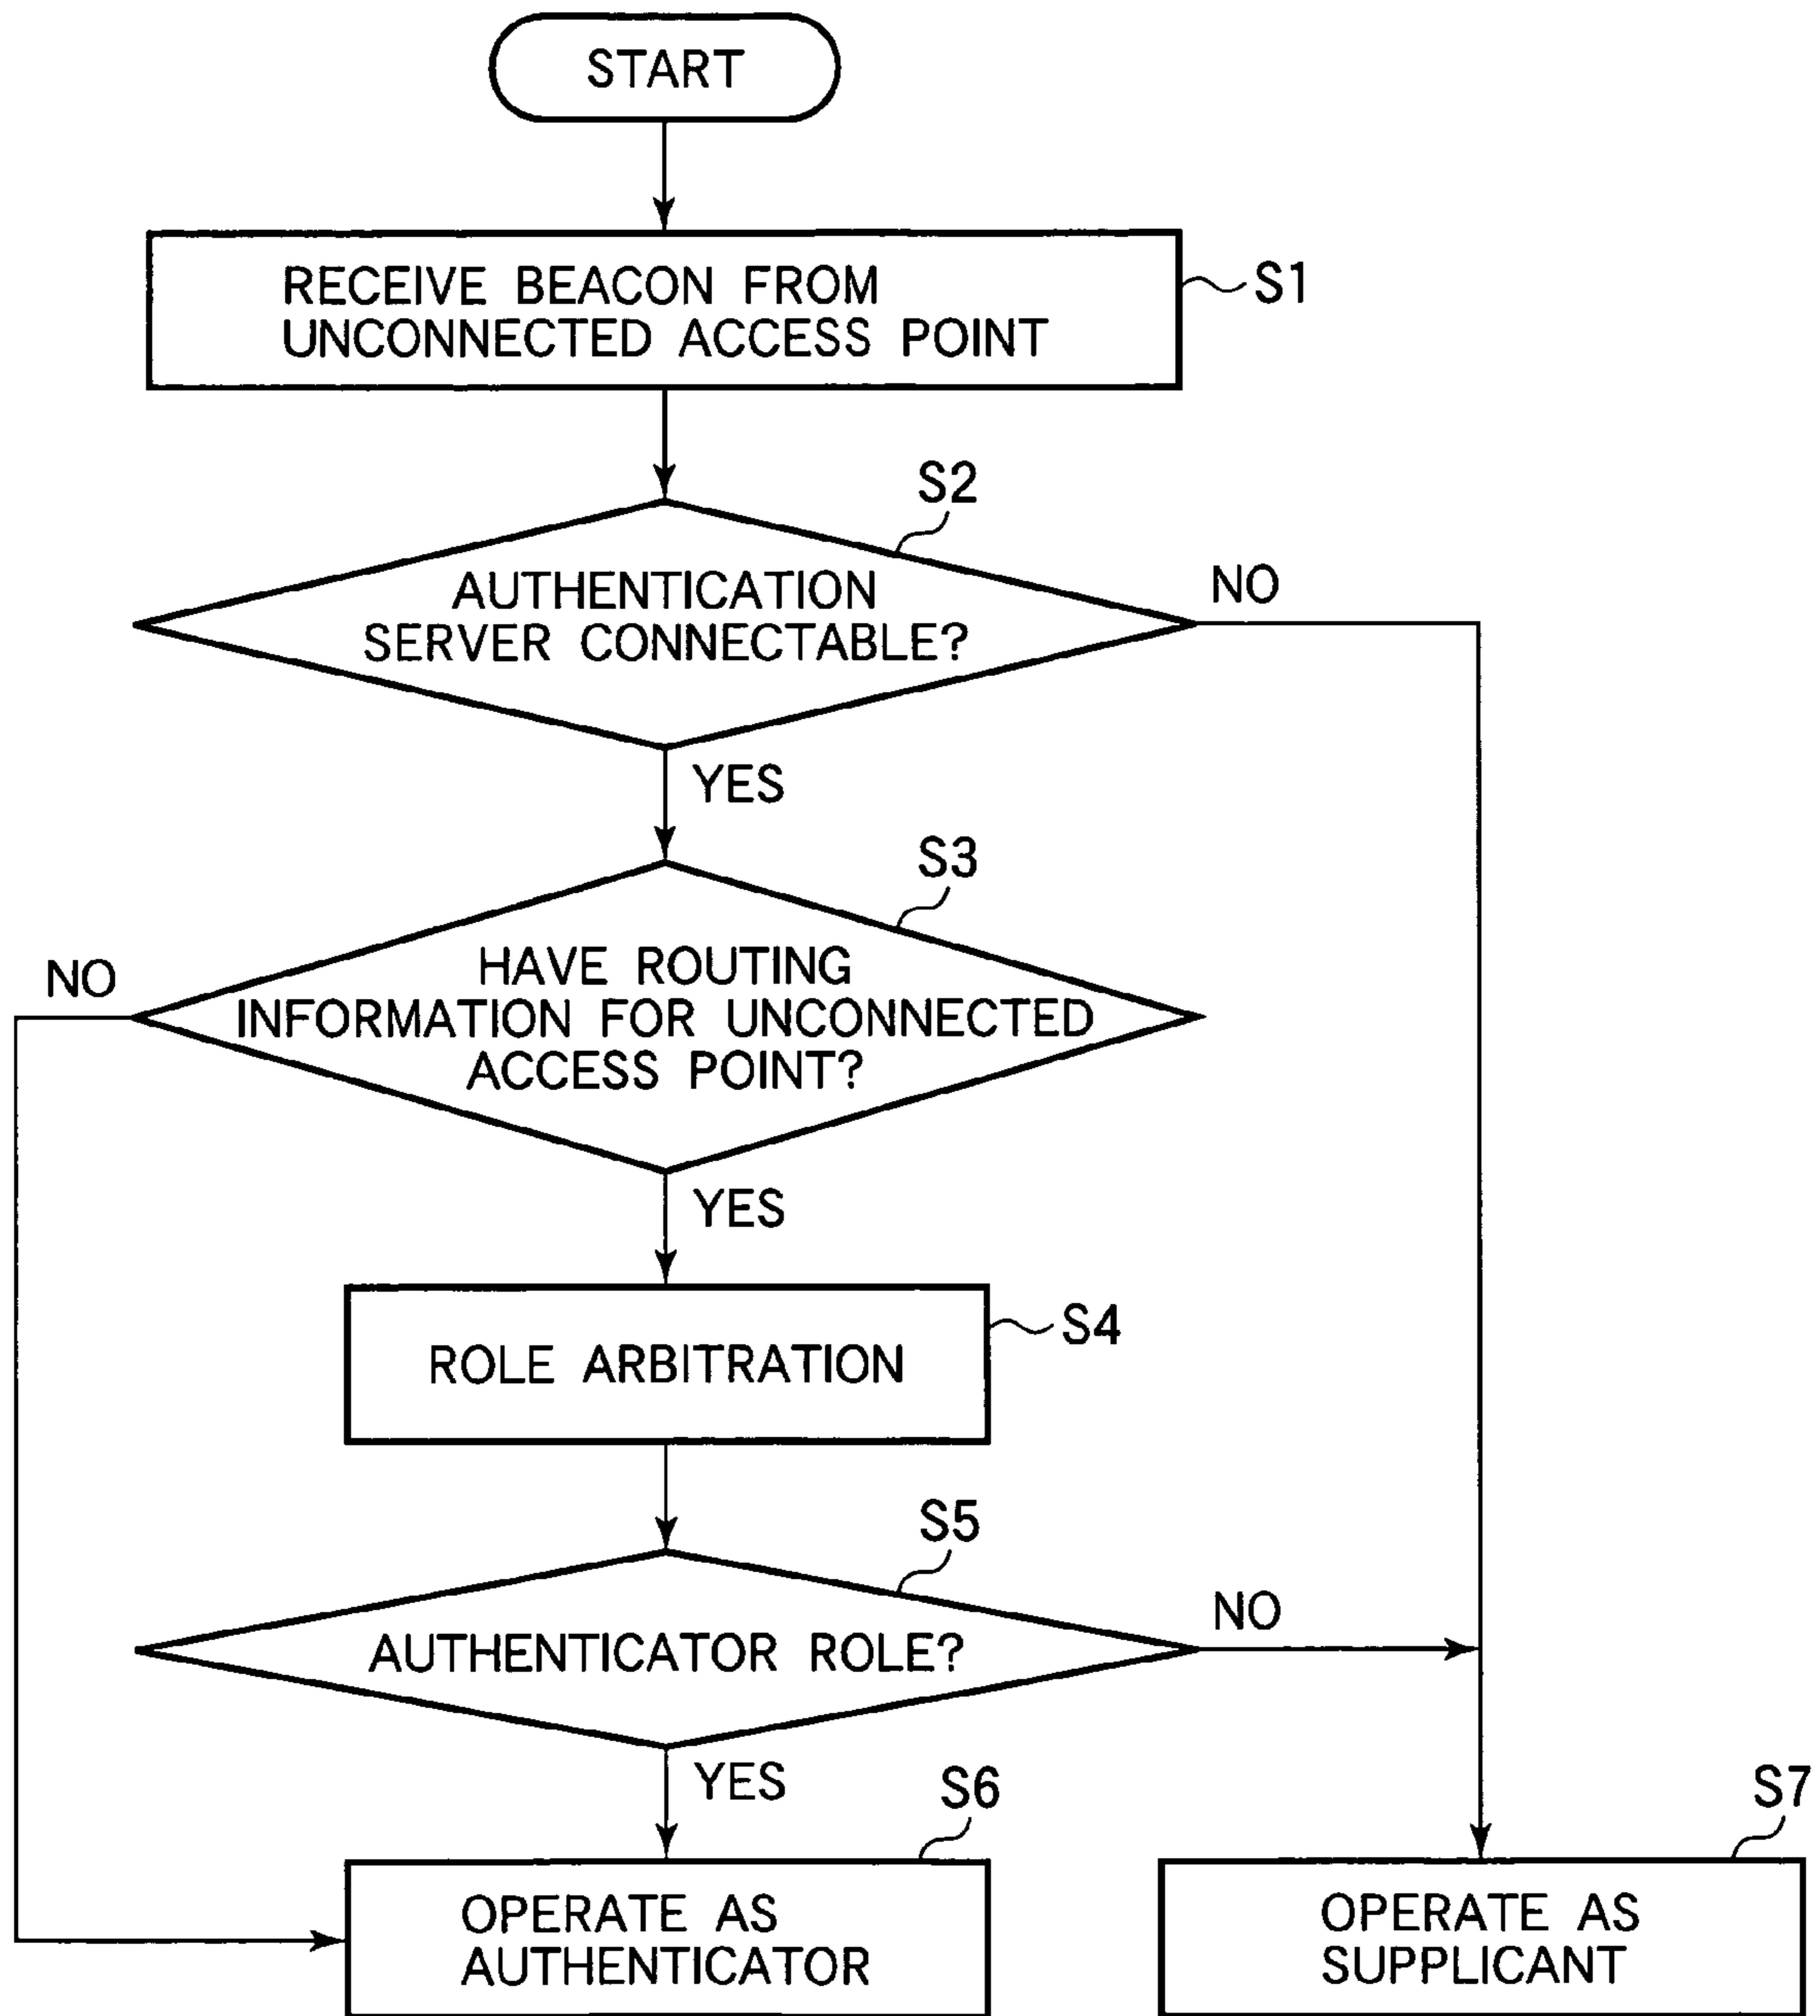 START
RECEIVE BEACON FROM
UNCONNECTED ACCESS POINT
S1
S2
AUTHENTICATION
SERVER CONNECTABLE?
NO
YES
S3
HAVE ROUTING
INFORMATION FOR UNCONNECTED
ACCESS POINT?
NO
YES
S4
ROLE ARBITRATION
S5
AUTHENTICATOR ROLE?
NO
YES
S6
OPERATE AS
AUTHENTICATOR
S7
OPERATE AS
SUPPLICANT